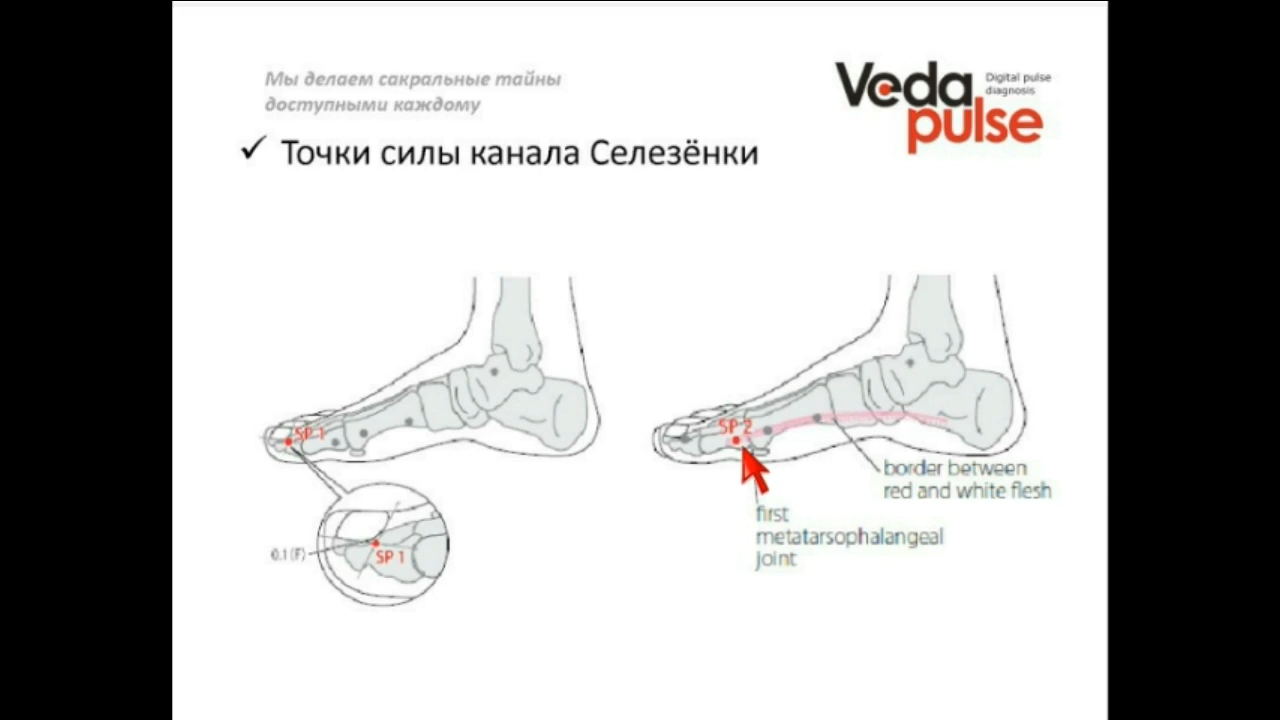 Мы делаем сакральные тайны
доступными каждому
Veda
pulse
Digital pulse
diagnosis
✓ Точки силы канала Селезёнки
SP 1
0.1 (F)
SP 1
SP 2
border between
red and white flesh
first
metatarsophalangeal
joint